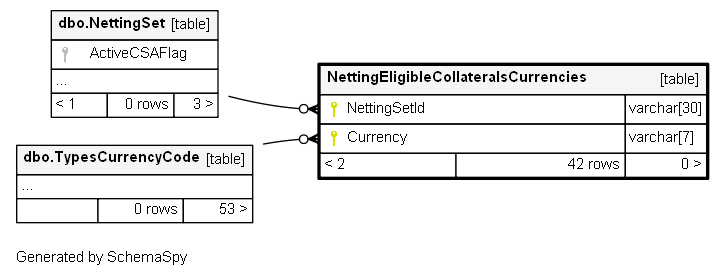 dbo.NettingSet [table]
ActiveCSAFlag
...
< 1 0 rows 3 >
NettingEligibleCollateralsCurrencies [table]
NettingSetId varchar[30]
Currency varchar[7]
< 2 42 rows 0 >
dbo.TypesCurrencyCode [table]
...
0 rows 53 >
Generated by SchemaSpy